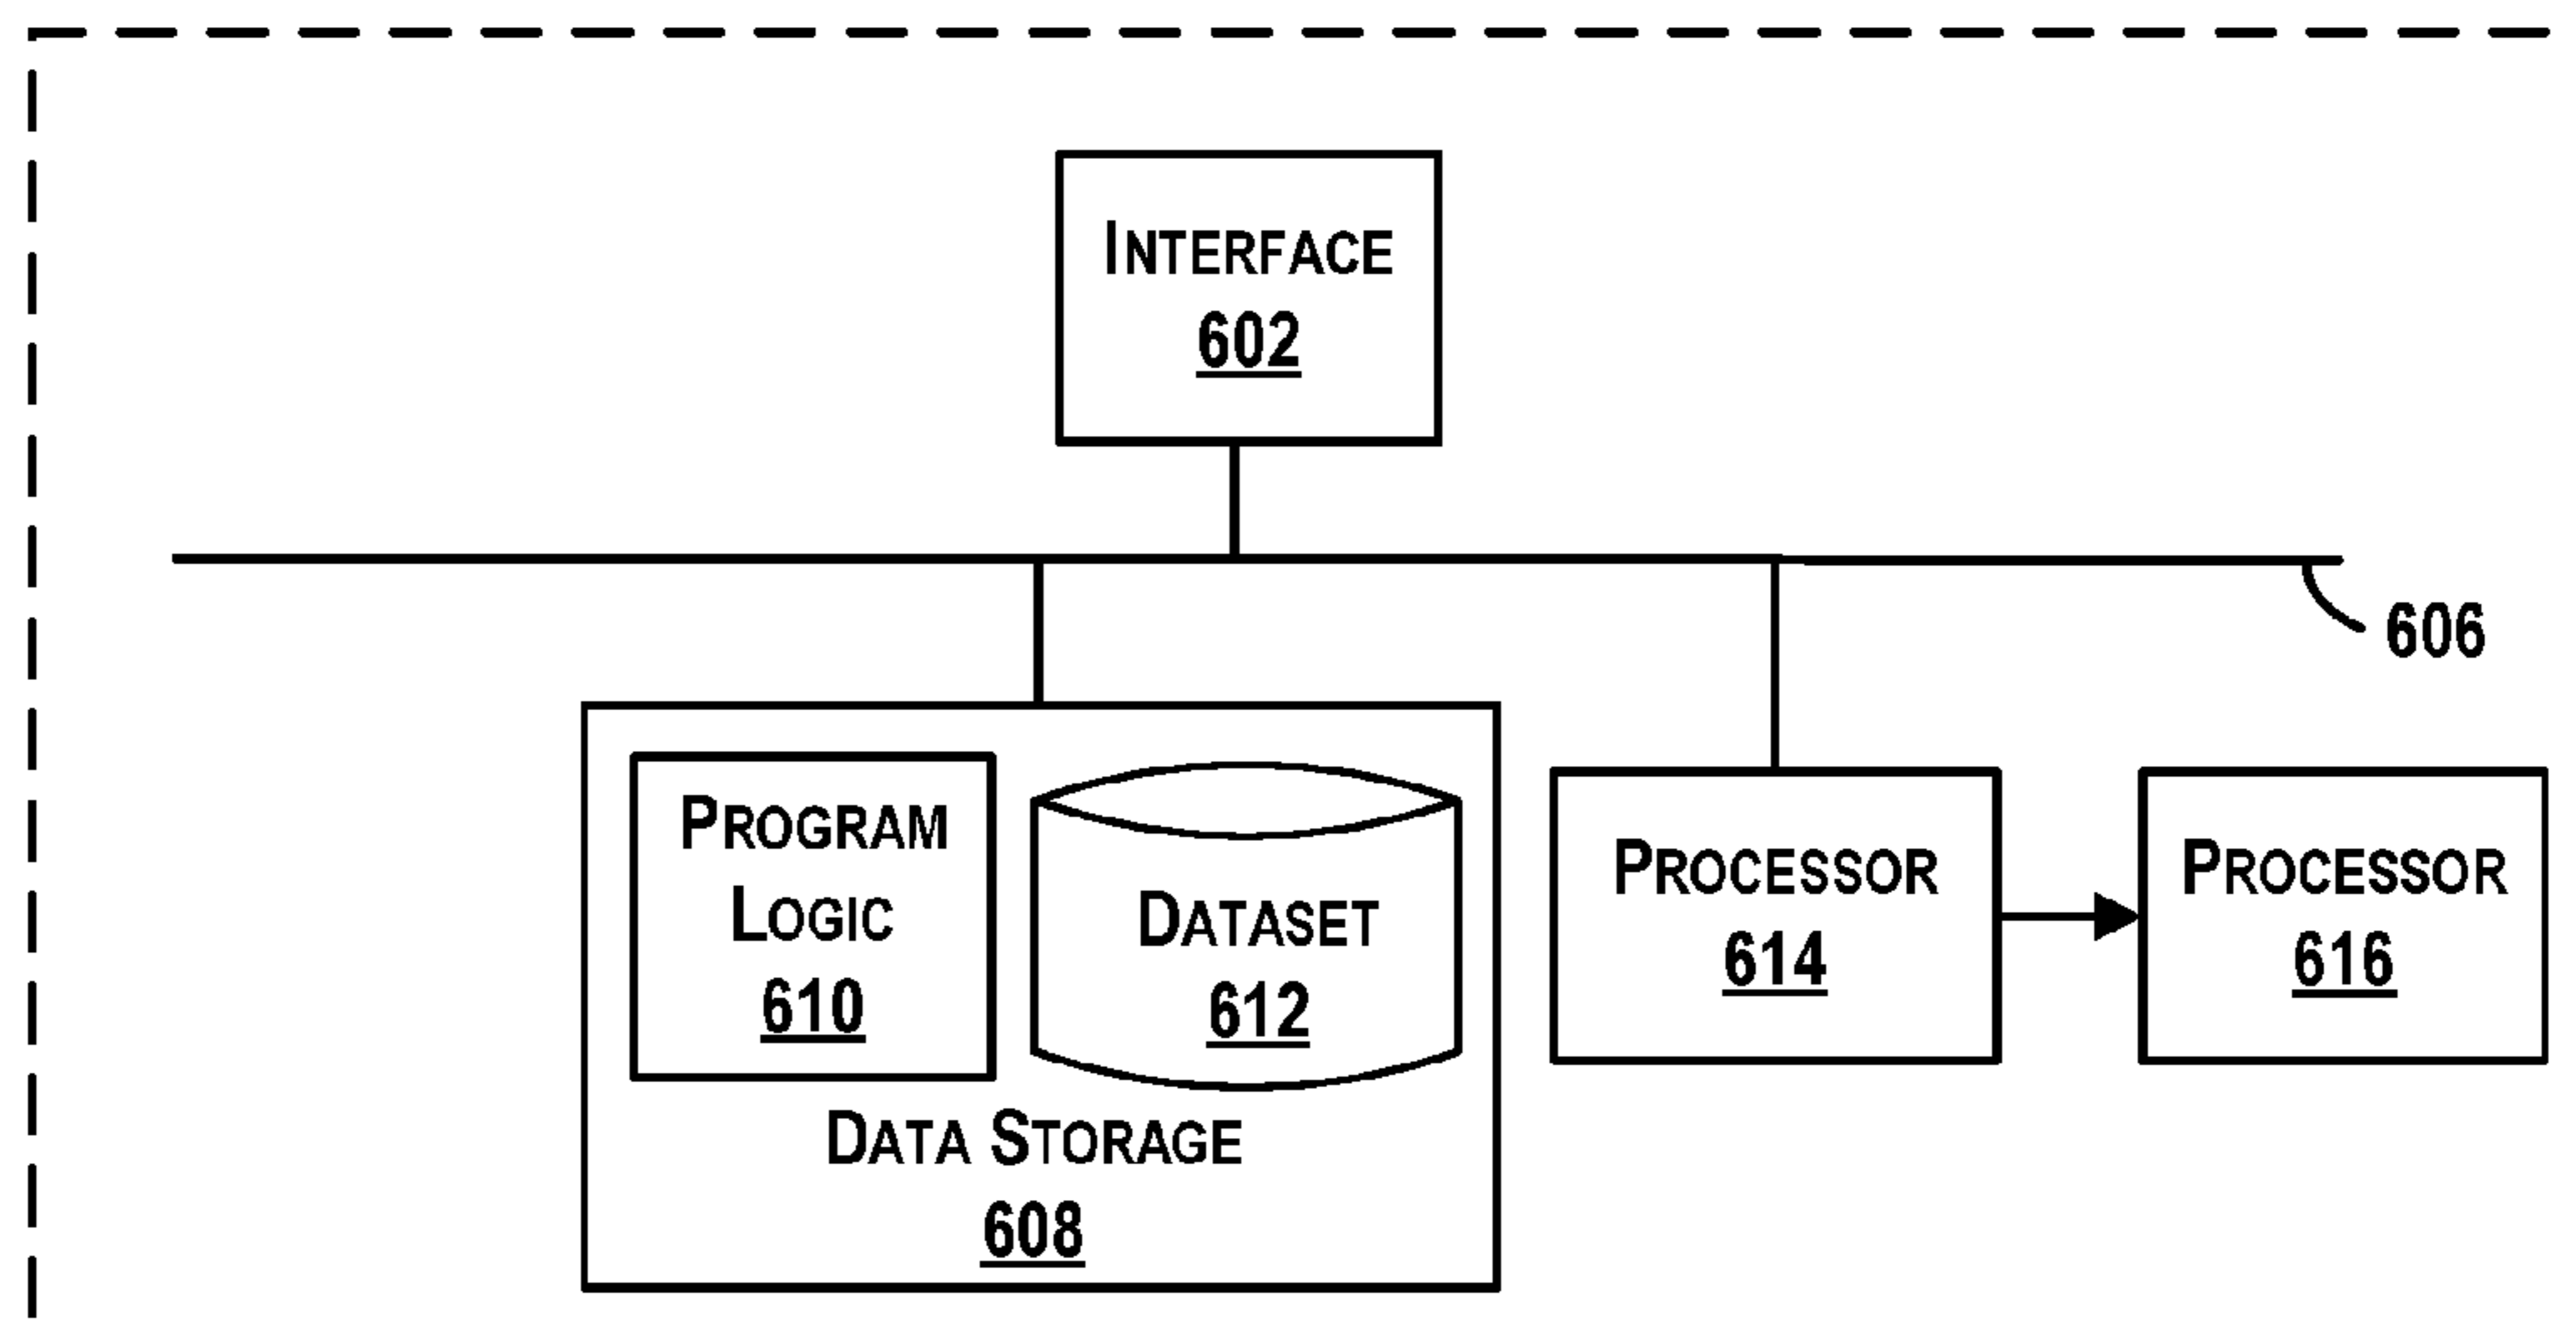 INTERFACE
602
606
PROGRAM
LOGIC
610
DATASET
612
DATA STORAGE
608
PROCESSOR
614
PROCESSOR
616